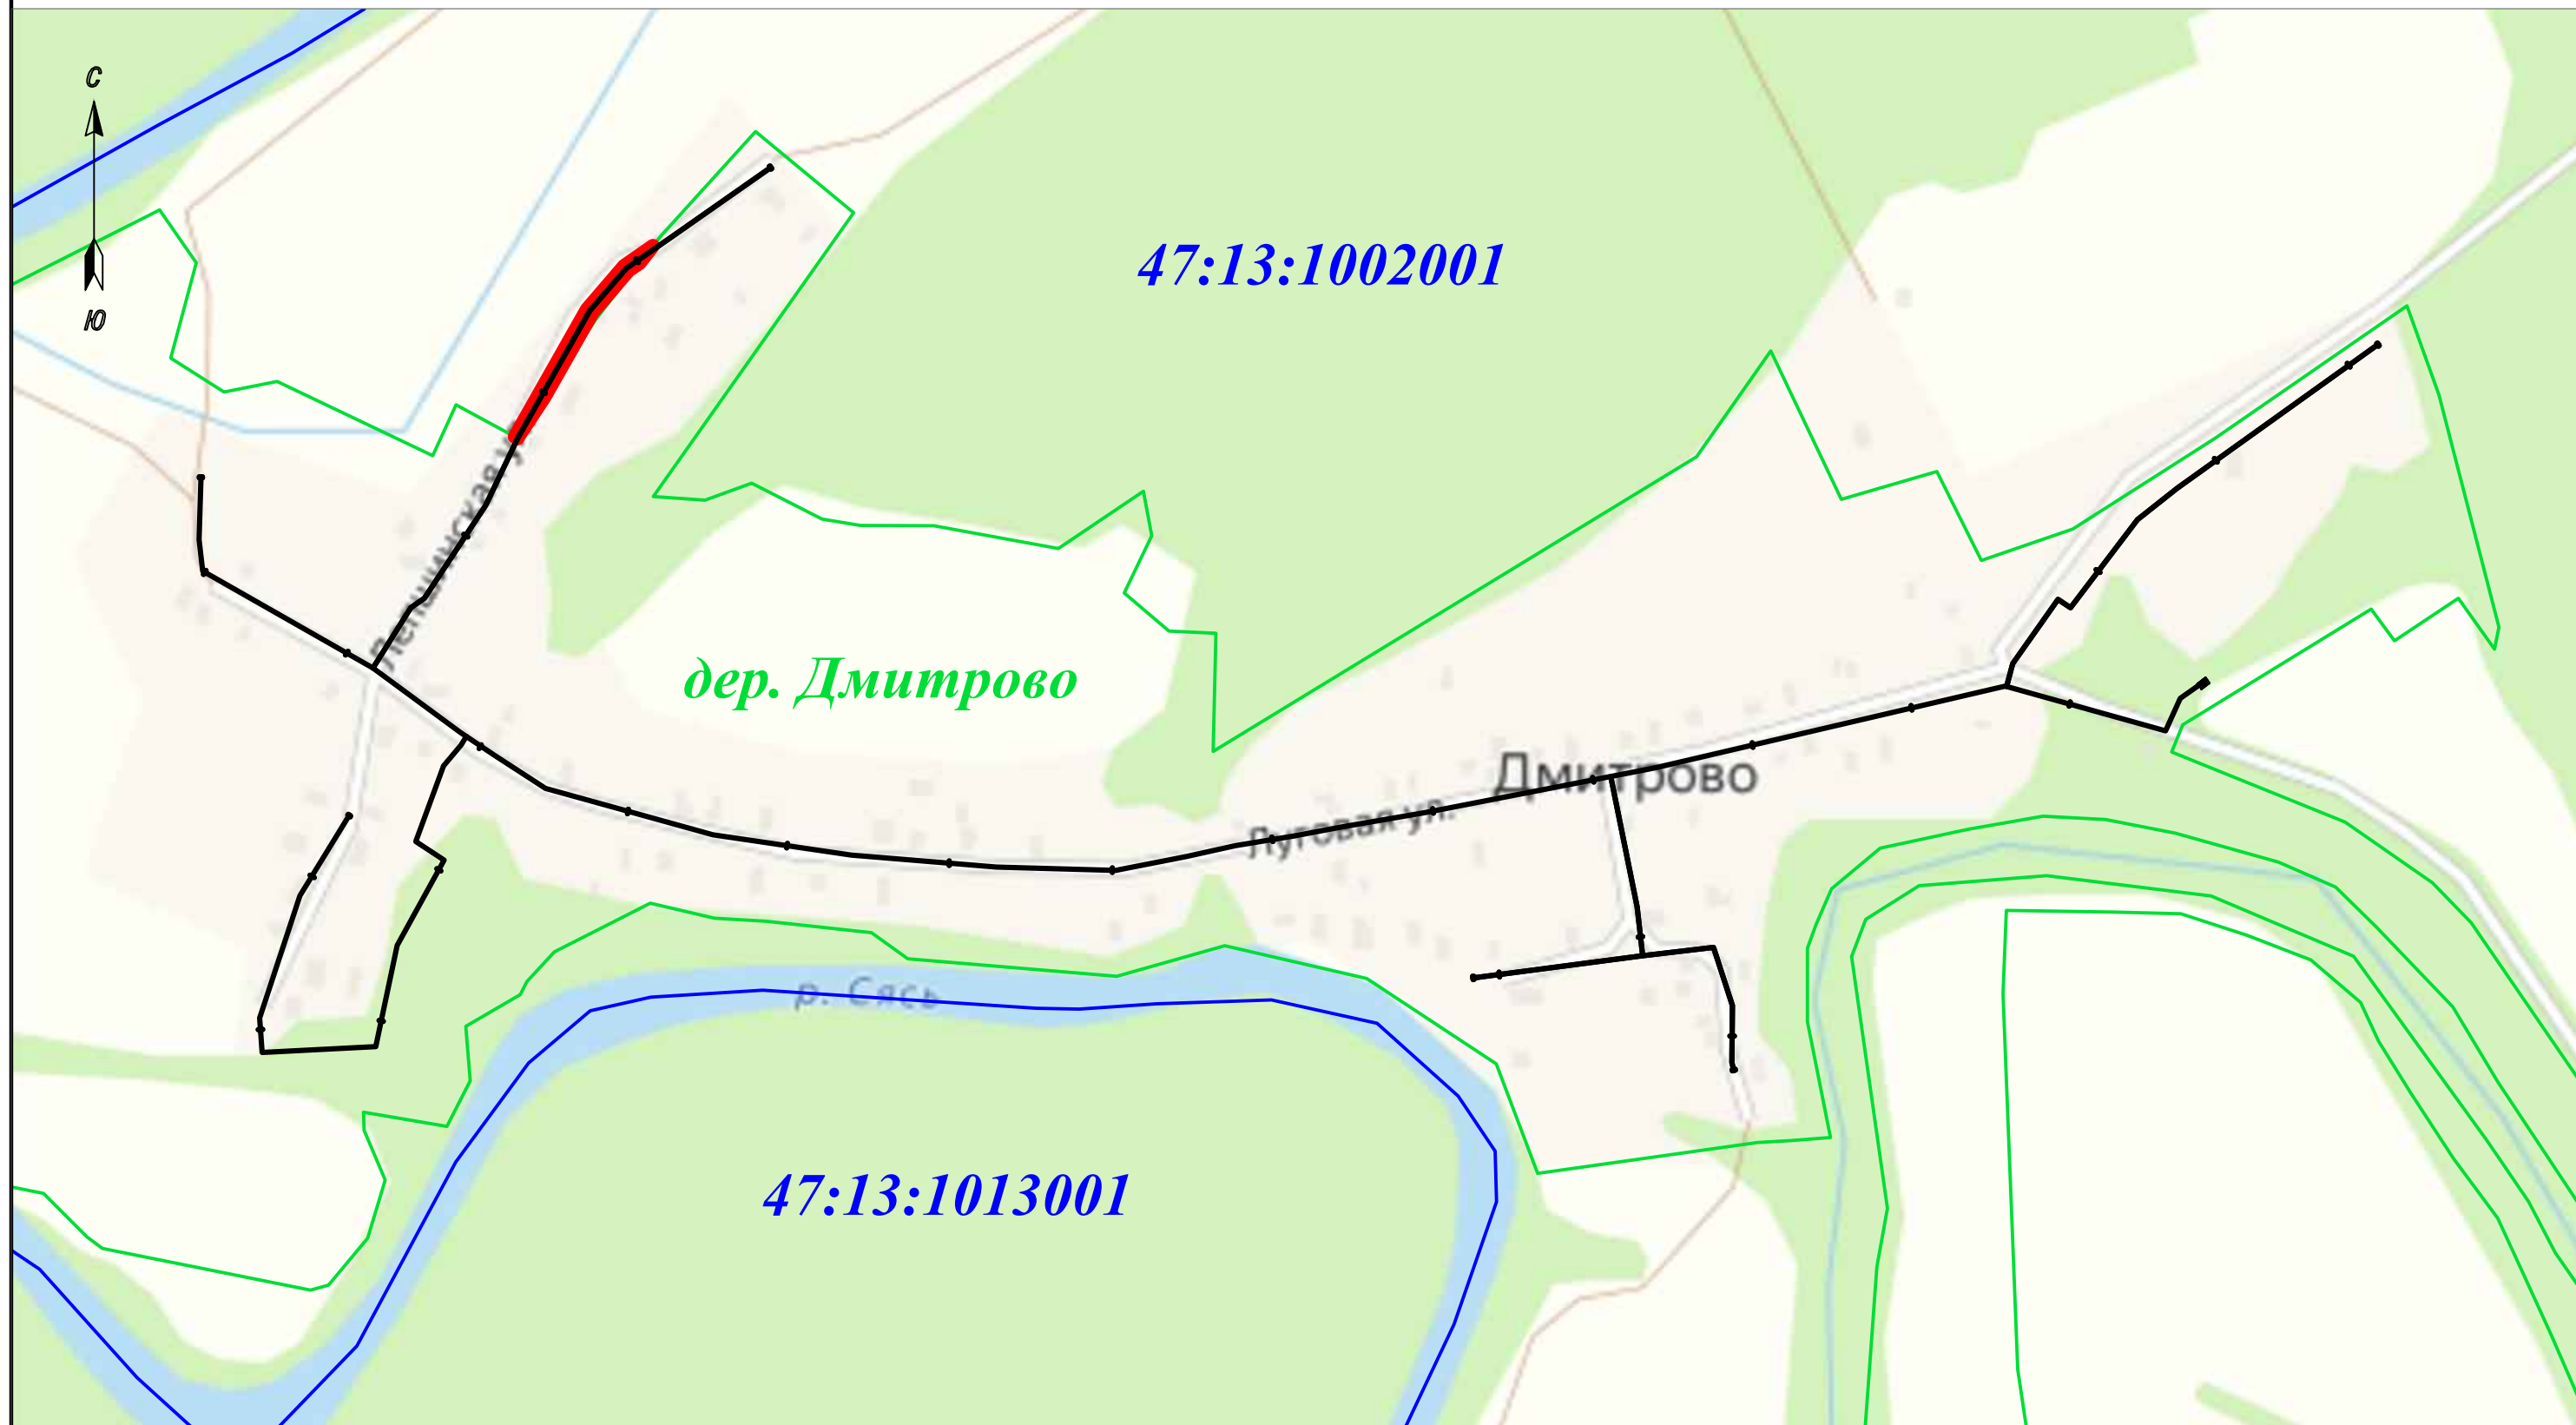 С
Ю
47:13:1002001
дер. Дмитрово
Дмитрово
Луговая ул.
р. Сясь
47:13:1013001